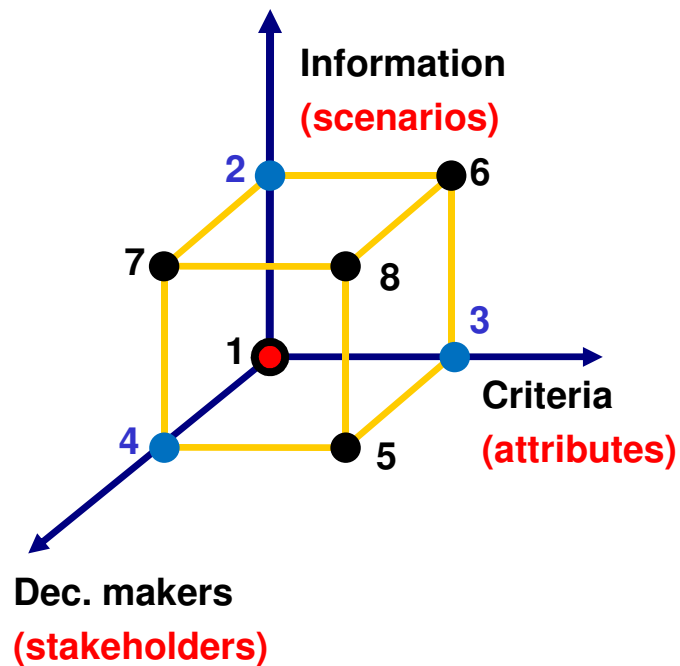 Information
(scenarios)
2
6
7
8
3
1
Criteria
4
5
(attributes)
Dec. makers
(stakeholders)